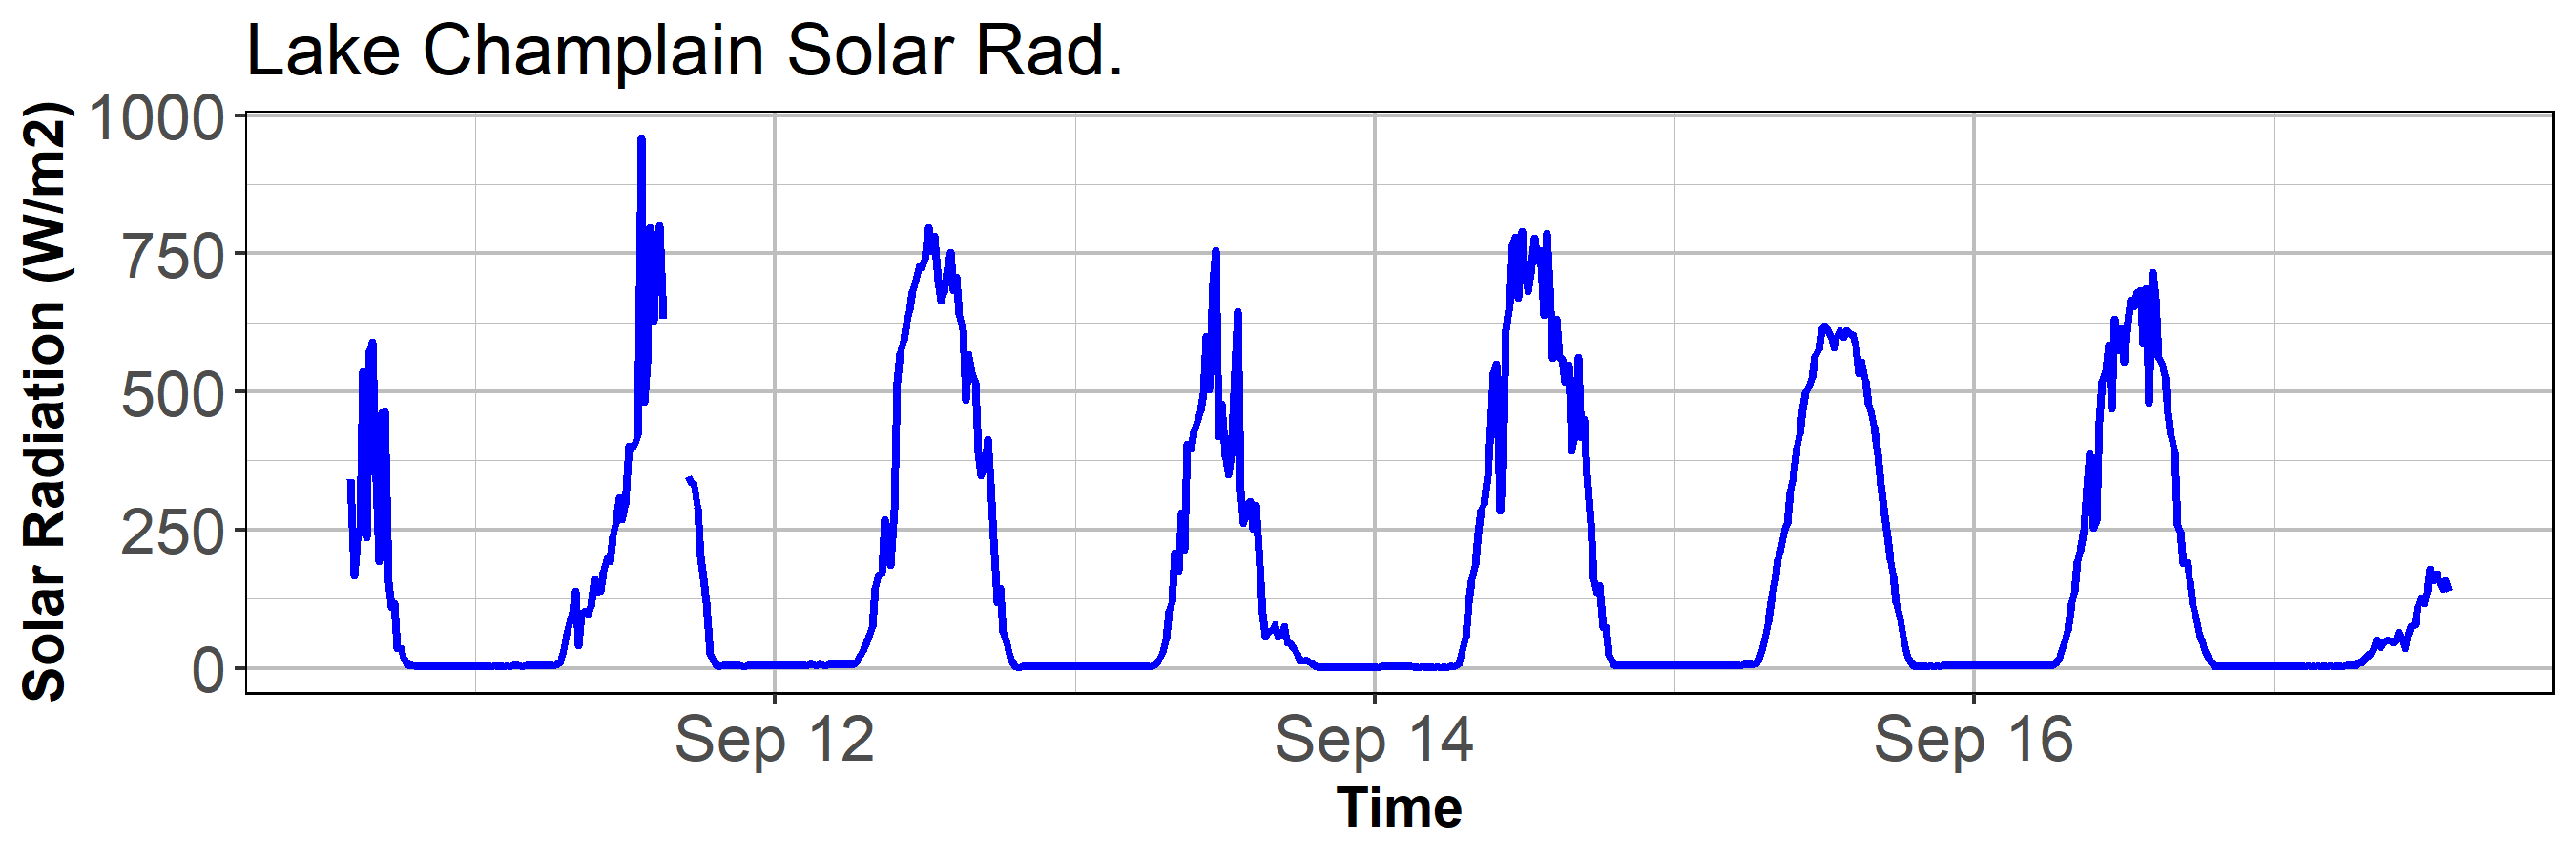 Lake Champlain Solar Rad.
Solar Radiation (W/m2)
1000
750
500
250
0
Sep 12
Sep 14
Sep 16
Time